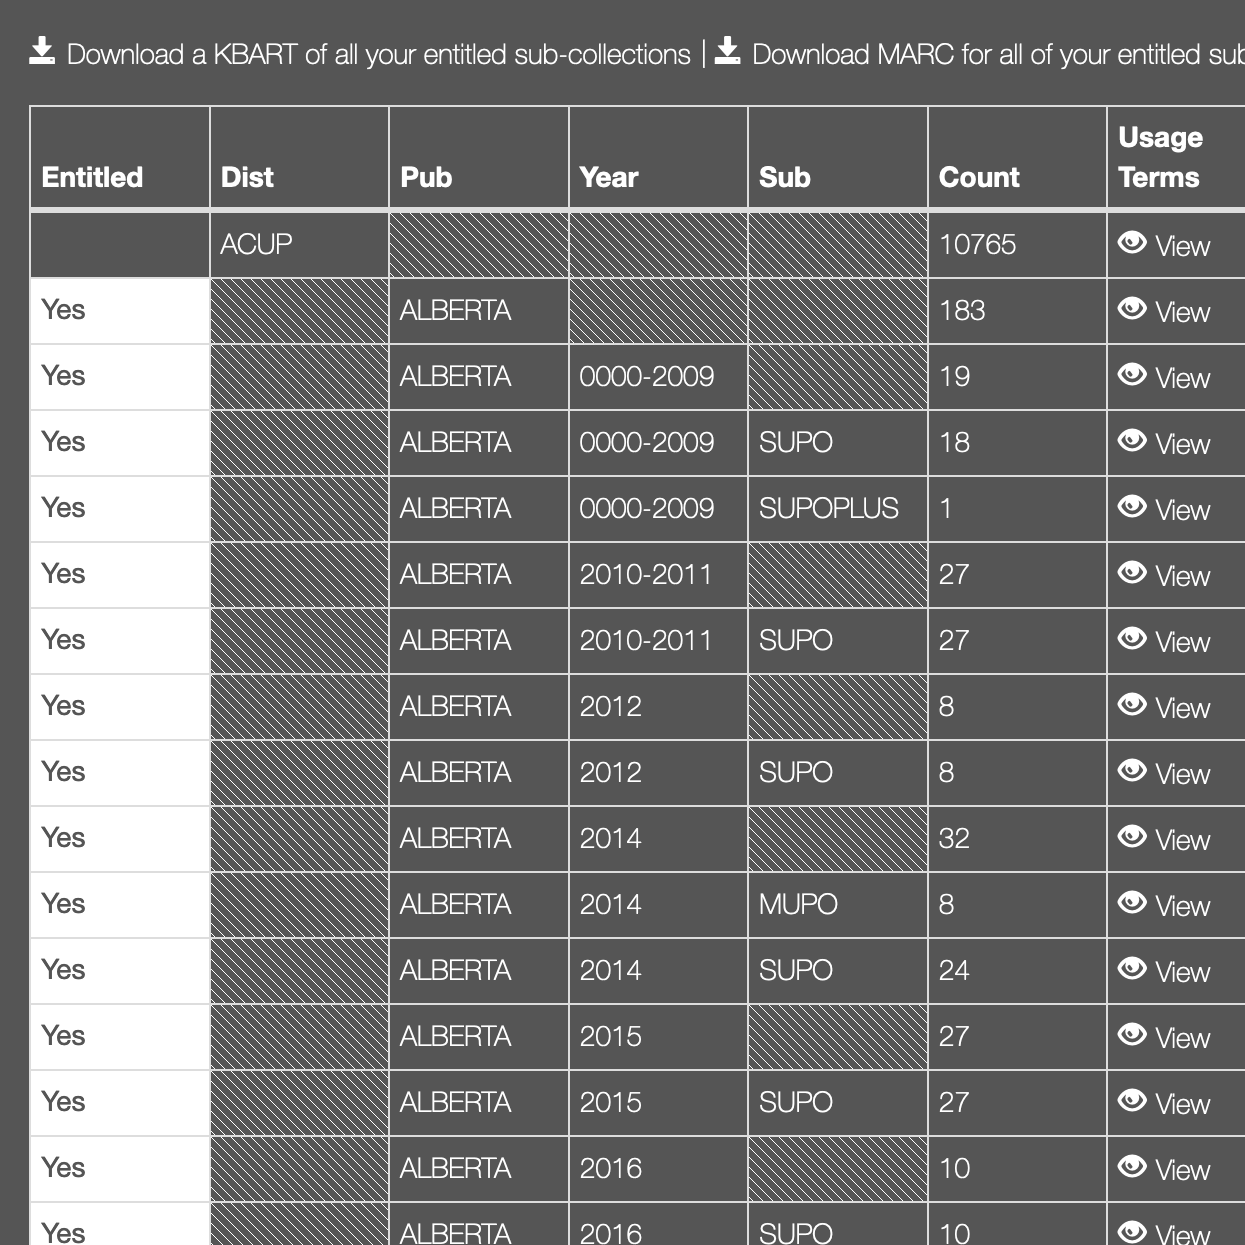 Download a KBART of all your entitled sub-collections | Download MARC for all of your entitled sub
Entitled Dist Pub Year Sub Count Usage Terms
ACUP 10765 View
Yes ALBERTA 183 View
Yes ALBERTA 0000-2009 19 View
Yes ALBERTA 0000-2009 SUPO 18 View
Yes ALBERTA 0000-2009 SUPOPLUS 1 View
Yes ALBERTA 2010-2011 27 View
Yes ALBERTA 2010-2011 SUPO 27 View
Yes ALBERTA 2012 8 View
Yes ALBERTA 2012 SUPO 8 View
Yes ALBERTA 2014 32 View
Yes ALBERTA 2014 MUPO 8 View
Yes ALBERTA 2014 SUPO 24 View
Yes ALBERTA 2015 27 View
Yes ALBERTA 2015 SUPO 27 View
Yes ALBERTA 2016 10 View
Yes ALBERTA 2016 SUPO 10 View